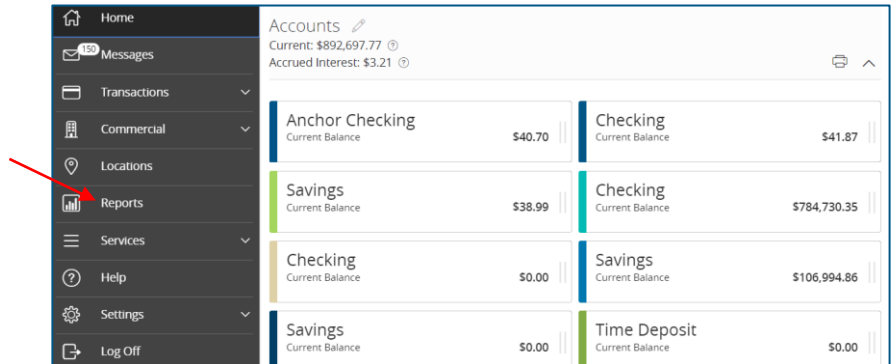 Home
150
Messages
Transactions
Commercial
Locations
Reports
Services
Help
Settings
Log Off
Accounts
Current: $892,697.77
Accrued Interest: $3.21
Anchor Checking
Current Balance $40.70
Checking
Current Balance $41.87
Savings
Current Balance $38.99
Checking
Current Balance $784,730.35
Checking
Current Balance $0.00
Savings
Current Balance $106,994.86
Savings
Current Balance $0.00
Time Deposit
Current Balance $0.00